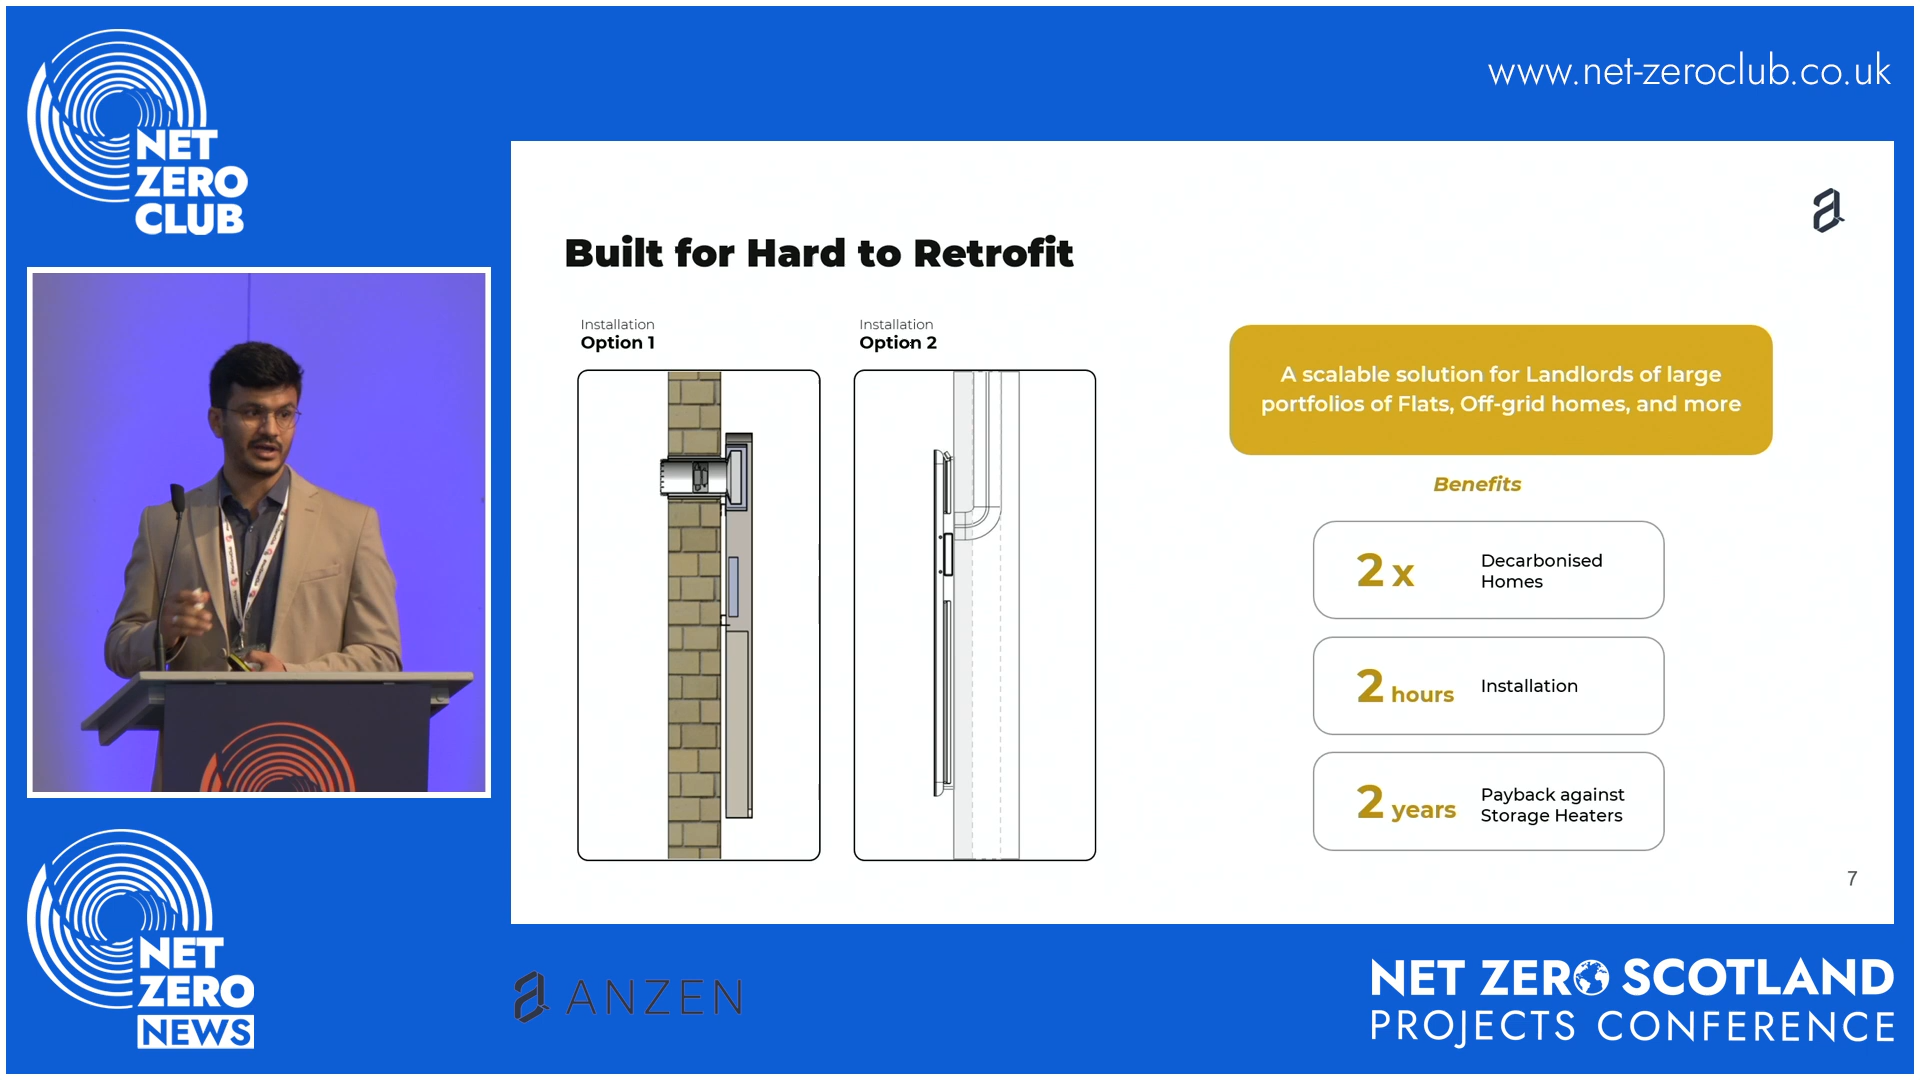 NET
ZERO
CLUB
www.net-zeroclub.co.uk
Built for Hard to Retrofit
Installation
Option 1
Installation
Option 2
A scalable solution for Landlords of large
portfolios of Flats, Off-grid homes, and more
Benefits
2 x
Decarbonised
Homes
2 hours
Installation
2 years
Payback against
Storage Heaters
7
NET
ZERO
NEWS
ANZEN
NET ZERO SCOTLAND
PROJECTS CONFERENCE